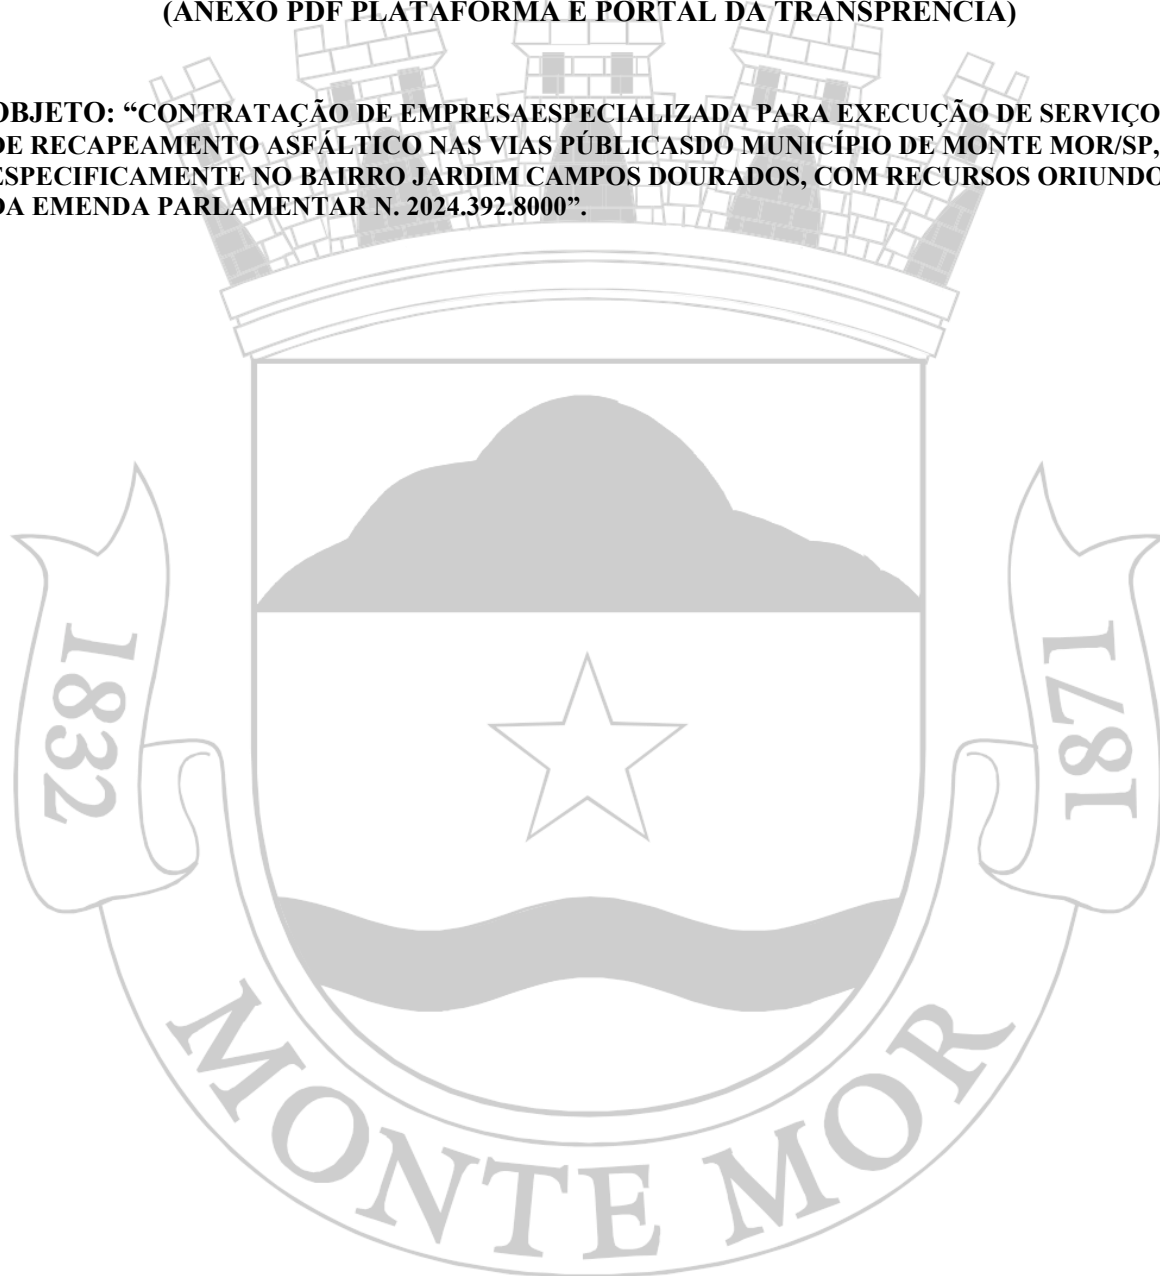 (ANEXO PDF PLATAFORMA E PORTAL DA TRANSPRENCIA)
OBJETO: “CONTRATAÇÃO DE EMPRESAESPECIALIZADA PARA EXECUÇÃO DE SERVIÇO
DE RECAPEAMENTO ASFÁLTICO NAS VIAS PÚBLICASDO MUNICÍPIO DE MONTE MOR/SP,
ESPECIFICAMENTE NO BAIRRO JARDIM CAMPOS DOURADOS, COM RECURSOS ORIUNDO
DA EMENDA PARLAMENTAR N. 2024.392.8000”.
1832
1871
MONTE MOR